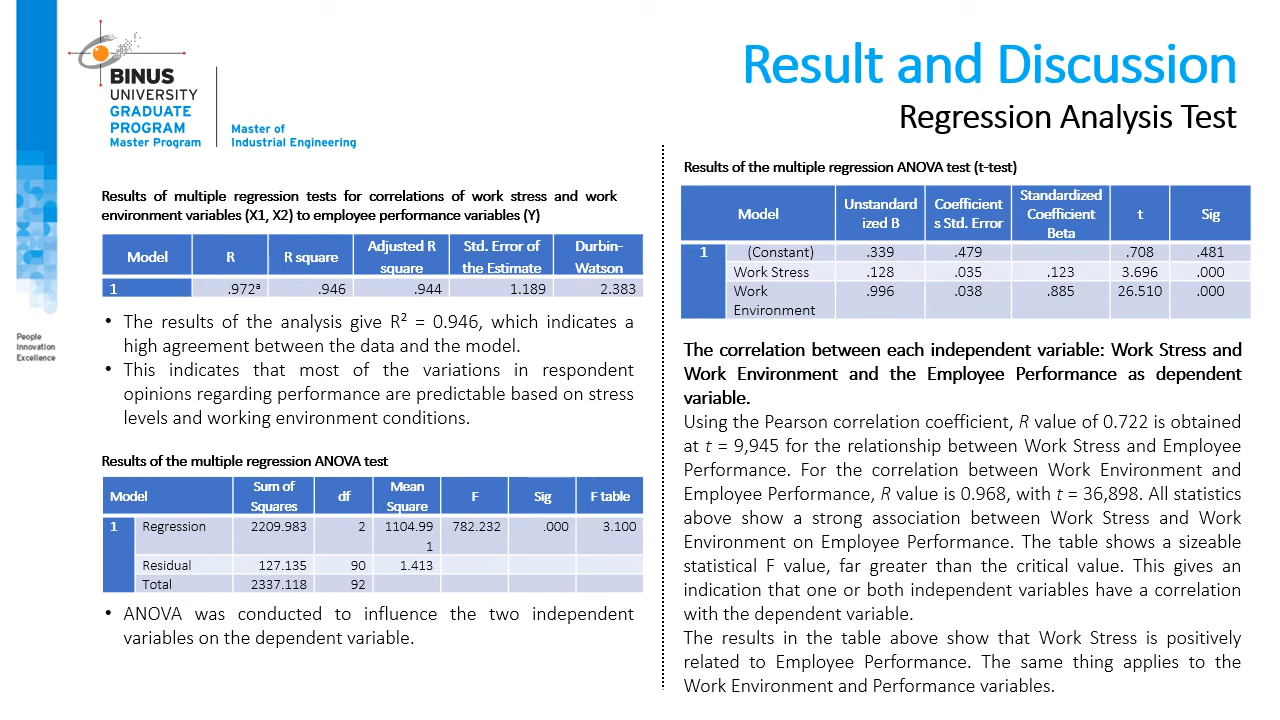 BINUS
UNIVERSITY
GRADUATE
PROGRAM
Master Program
Master of
Industrial Engineering
People
Innovation
Excellence
Result and Discussion
Regression Analysis Test
Results of multiple regression tests for correlations of work stress and work
environment variables (X1, X2) to employee performance variables (Y)
Model R R square Adjusted R square Std. Error of the Estimate Durbin-Watson
1 .972ᵃ .946 .944 1.189 2.383
• The results of the analysis give R² = 0.946, which indicates a
high agreement between the data and the model.
• This indicates that most of the variations in respondent
opinions regarding performance are predictable based on stress
levels and working environment conditions.
Results of the multiple regression ANOVA test
Model Sum of Squares df Mean Square F Sig F table
1 Regression 2209.983 2 1104.991 782.232 .000 3.100
Residual 127.135 90 1.413
Total 2337.118 92
• ANOVA was conducted to influence the two independent
variables on the dependent variable.
Results of the multiple regression ANOVA test (t-test)
Model Unstandardized B Coefficients Std. Error Standardized Coefficient Beta t Sig
1 (Constant) .339 .479 .708 .481
Work Stress .128 .035 .123 3.696 .000
Work Environment .996 .038 .885 26.510 .000
The correlation between each independent variable: Work Stress and
Work Environment and the Employee Performance as dependent
variable.
Using the Pearson correlation coefficient, R value of 0.722 is obtained
at t = 9,945 for the relationship between Work Stress and Employee
Performance. For the correlation between Work Environment and
Employee Performance, R value is 0.968, with t = 36,898. All statistics
above show a strong association between Work Stress and Work
Environment on Employee Performance. The table shows a sizeable
statistical F value, far greater than the critical value. This gives an
indication that one or both independent variables have a correlation
with the dependent variable.
The results in the table above show that Work Stress is positively
related to Employee Performance. The same thing applies to the
Work Environment and Performance variables.